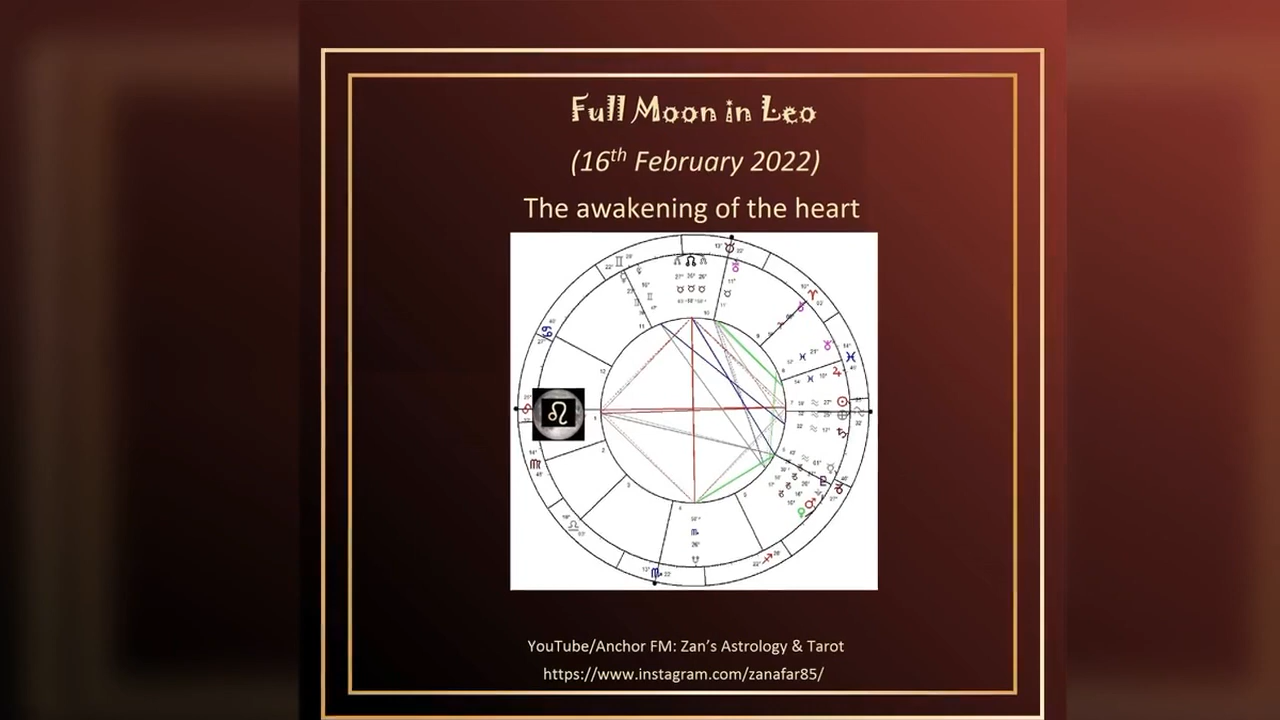 Full Moon in Leo
(16th February 2022)
The awakening of the heart
YouTube/Anchor FM: Zan’s Astrology & Tarot
https://www.instagram.com/zanafar85/